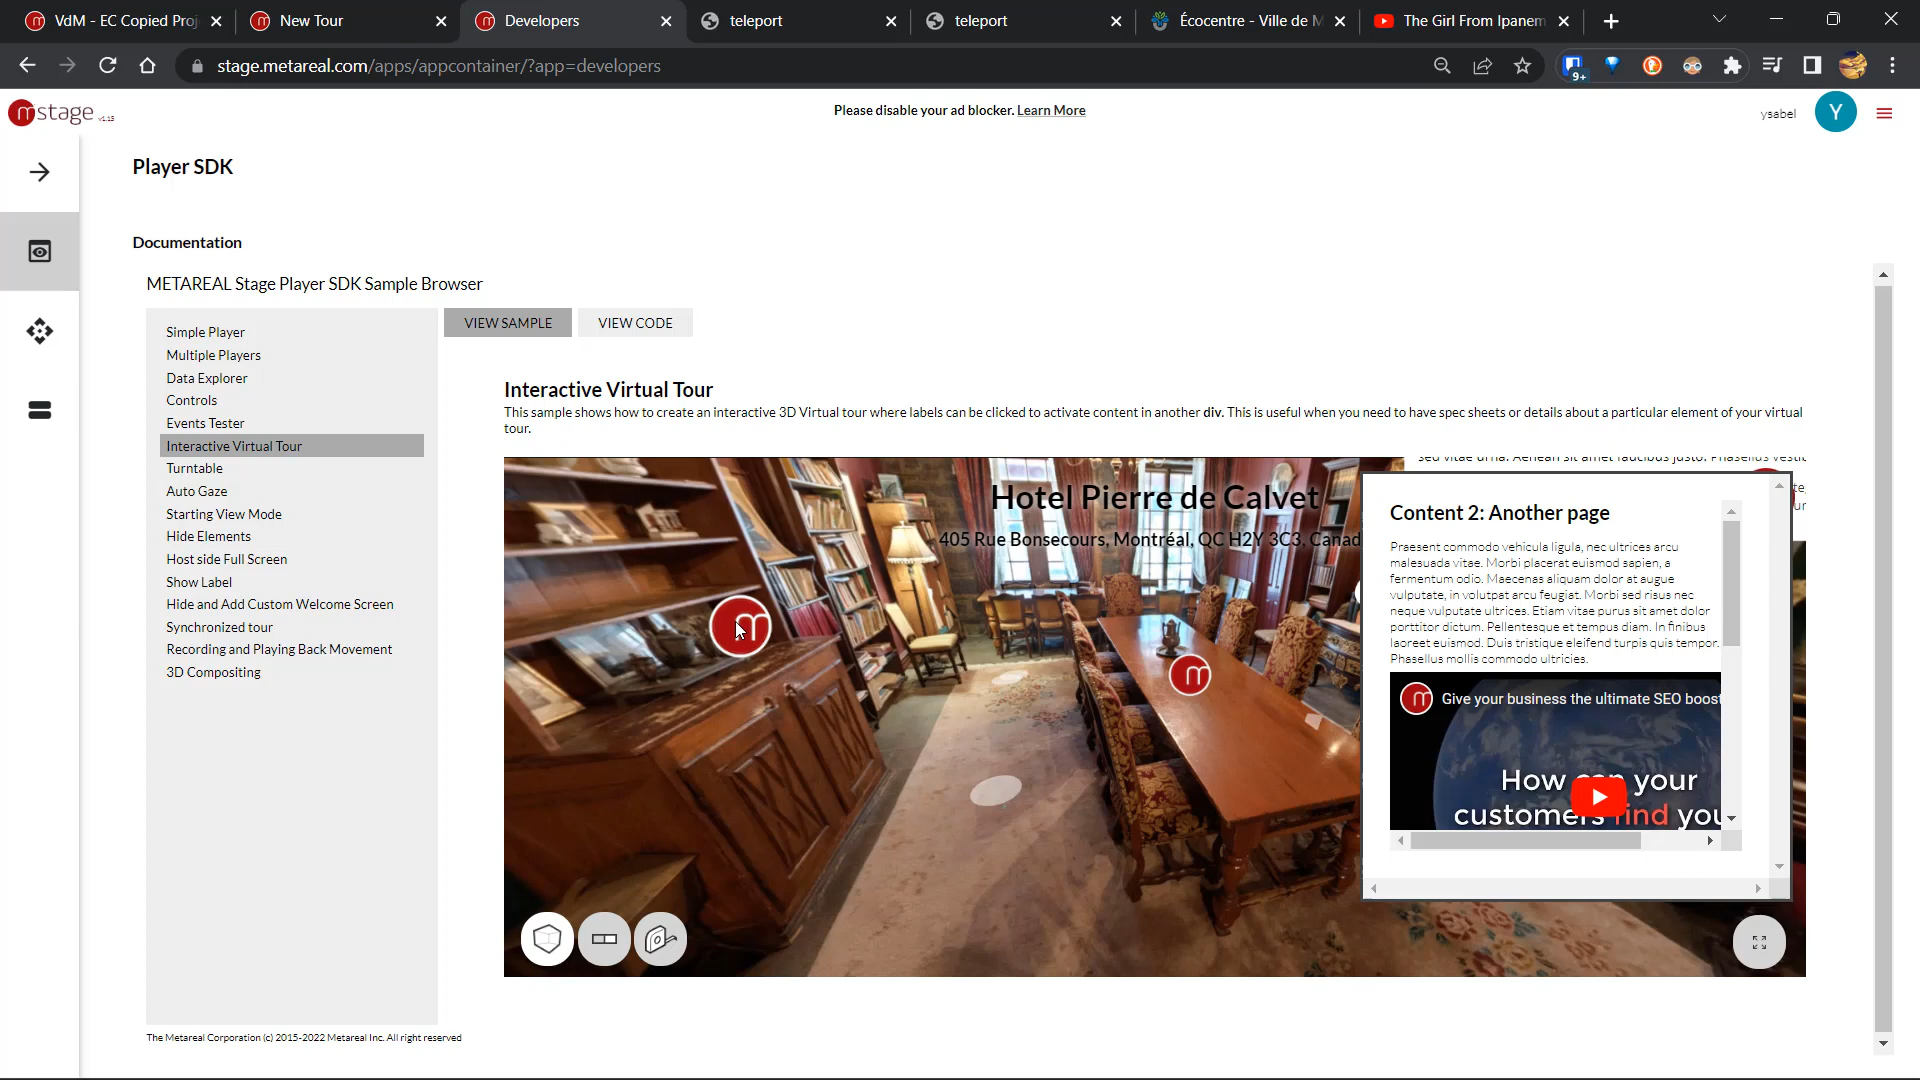 VdM - EC Copied Proj
New Tour
Developers
teleport
teleport
Écocentre - Ville de M
The Girl From Ipanem
stage.metareal.com/apps/appcontainer/?app=developers
9+
stage v1.15
Please disable your ad blocker. Learn More
ysabel
Y
Player SDK
Documentation
METAREAL Stage Player SDK Sample Browser
Simple Player
Multiple Players
Data Explorer
Controls
Events Tester
Interactive Virtual Tour
Turntable
Auto Gaze
Starting View Mode
Hide Elements
Host side Full Screen
Show Label
Hide and Add Custom Welcome Screen
Synchronized tour
Recording and Playing Back Movement
3D Compositing
VIEW SAMPLE
VIEW CODE
Interactive Virtual Tour
This sample shows how to create an interactive 3D Virtual tour where labels can be clicked to activate content in another div. This is useful when you need to have spec sheets or details about a particular element of your virtual
tour.
Hotel Pierre de Calvet
405 Rue Bonsecours, Montréal, QC H2Y 3C3, Canad
Content 2: Another page
Praesent commodo vehicula ligula, nec ultrices arcu
malesuada vitae. Morbi placerat euismod sapien, a
fermentum odio. Maecenas aliquam dolor at augue
vulputate, in volutpat arcu feugiat. Morbi sed risus nec
neque vulputate ultrices. Etiam vitae purus sit amet dolor
porttitor dictum. Pellentesque et tempus diam. In finibus
laoreet euismod. Duis tristique eleifend turpis quis tempor.
Phasellus mollis commodo ultricies.
Give your business the ultimate SEO boost
How can your
customers find you
The Metareal Corporation (c) 2015-2022 Metareal Inc. All right reserved